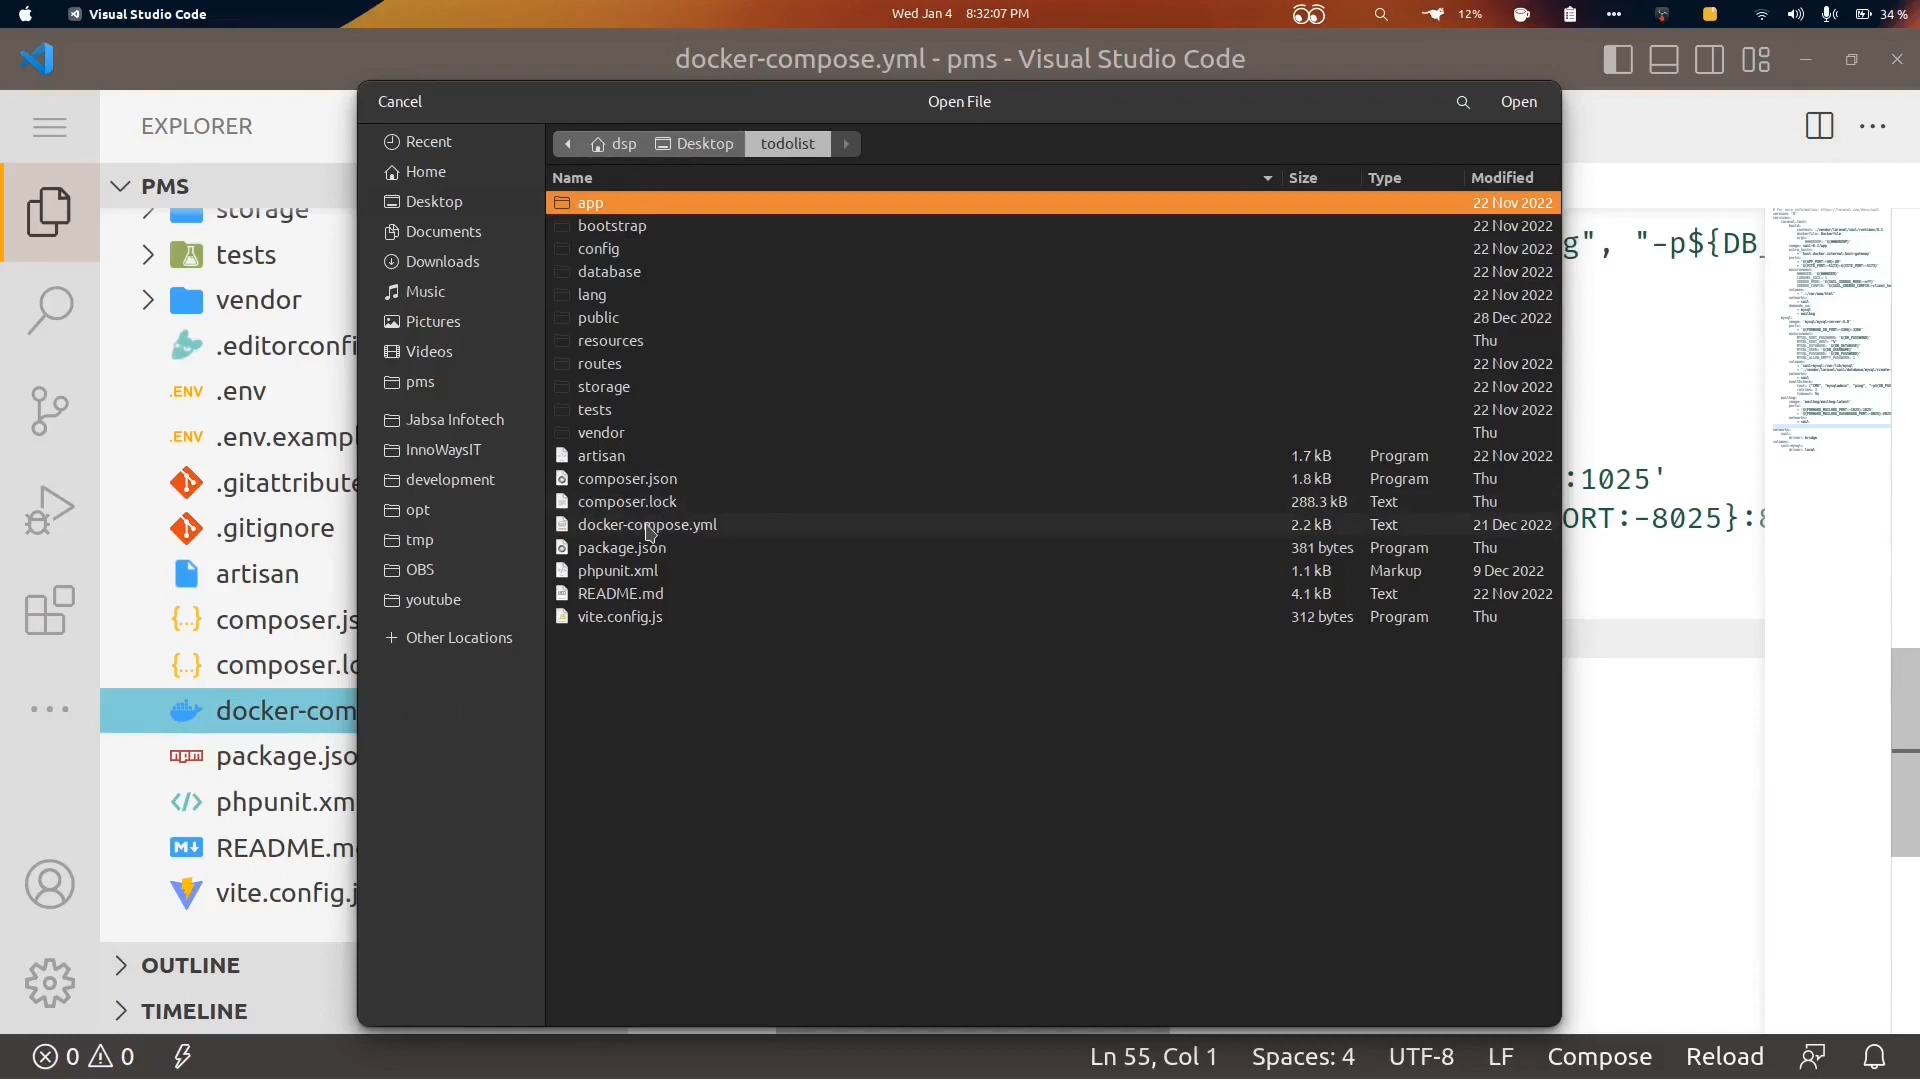 Visual Studio Code
Wed Jan 4 8:32:07 PM
12%
34 %
docker-compose.yml - pms - Visual Studio Code
Cancel
Open File
Open
EXPLORER
PMS
storage
tests
vendor
.editorconfi
.ENV .env
.ENV .env.examp
.gitattribute
.gitignore
artisan
{..} composer.js
{..} composer.lo
docker-com
package.jso
phpunit.xm
M README.m
vite.config.j
OUTLINE
TIMELINE
Recent
Home
Desktop
Documents
Downloads
Music
Pictures
Videos
pms
Jabsa Infotech
InnoWaysIT
development
opt
tmp
OBS
youtube
Other Locations
dsp Desktop todolist
Name Size Type Modified
app 22 Nov 2022
bootstrap 22 Nov 2022
config 22 Nov 2022
database 22 Nov 2022
lang 22 Nov 2022
public 28 Dec 2022
resources Thu
routes 22 Nov 2022
storage 22 Nov 2022
tests 22 Nov 2022
vendor Thu
artisan 1.7 kB Program 22 Nov 2022
composer.json 1.8 kB Program Thu
composer.lock 288.3 kB Text Thu
docker-compose.yml 2.2 kB Text 21 Dec 2022
package.json 381 bytes Program Thu
phpunit.xml 1.1 kB Markup 9 Dec 2022
README.md 4.1 kB Text 22 Nov 2022
vite.config.js 312 bytes Program Thu
g", "-p${DB_
:1025'
ORT:-8025}:8
0 0
Ln 55, Col 1 Spaces: 4 UTF-8 LF Compose Reload